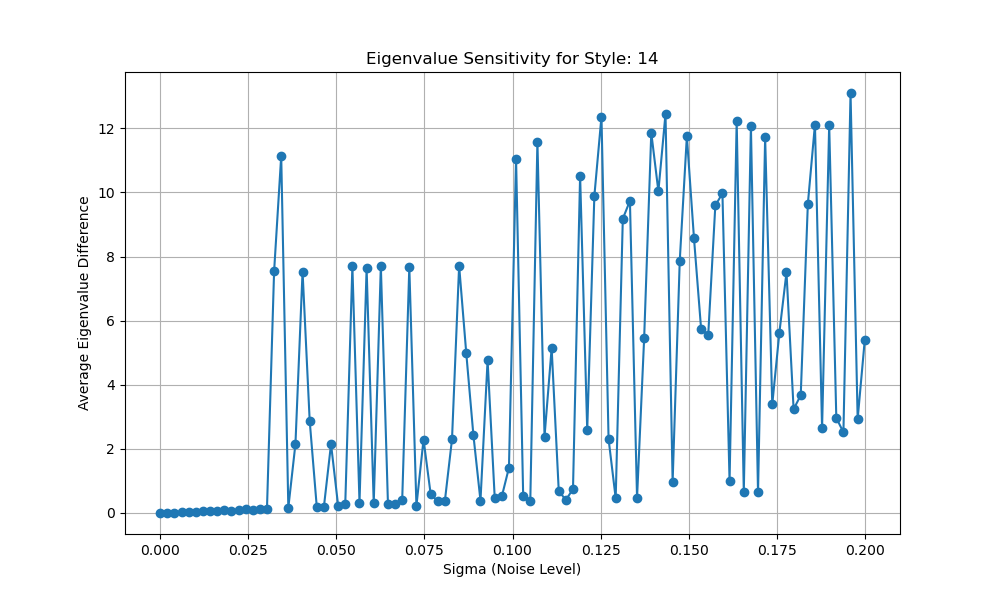 Eigenvalue Sensitivity for Style: 14
Average Eigenvalue Difference
12
10
8
6
4
2
0
0.000 0.025 0.050 0.075 0.100 0.125 0.150 0.175 0.200
Sigma (Noise Level)